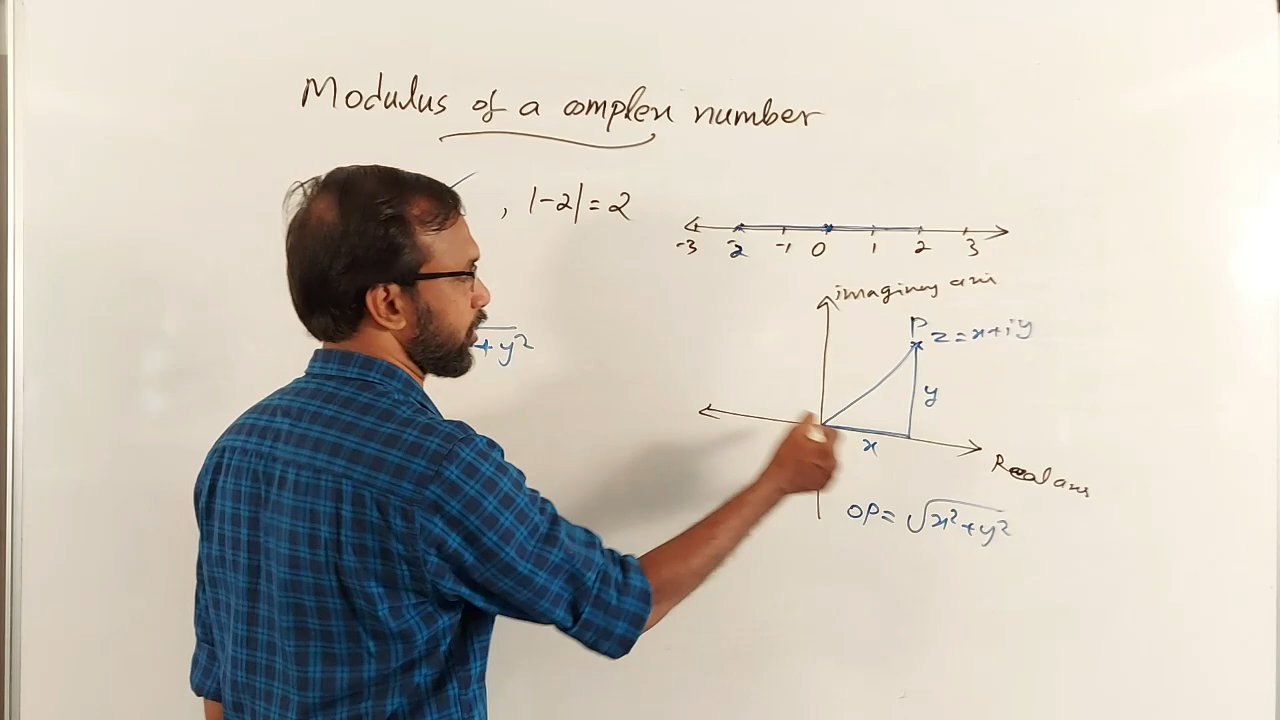 Modulus of a complex number
, |-2| = 2
-3 -2 -1 0 1 2 3
imaginary axis
P z = x+iy
+ y²
y
x
Real axis
OP = √x²+y²